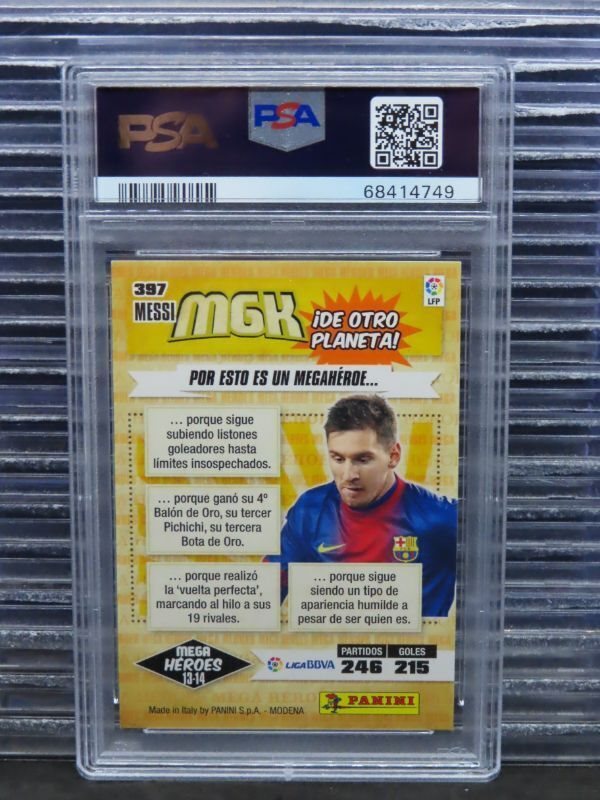 PSA
PSA
68414749
397
MESSI
MGK
¡DE OTRO
PLANETA!
LFP
POR ESTO ES UN MEGAHÉROE...
... porque sigue
subiendo listones
goleadores hasta
límites insospechados.
... porque ganó su 4º
Balón de Oro, su tercer
Pichichi, su tercera
Bota de Oro.
... porque realizó
la ‘vuelta perfecta’,
marcando al hilo a sus
19 rivales.
... porque sigue
siendo un tipo de
apariencia humilde a
pesar de ser quien es.
MEGA
HÉROES
13-14
LIGA BBVA
PARTIDOS GOLES
246 215
PANINI
Made in Italy by PANINI S.p.A. - MODENA